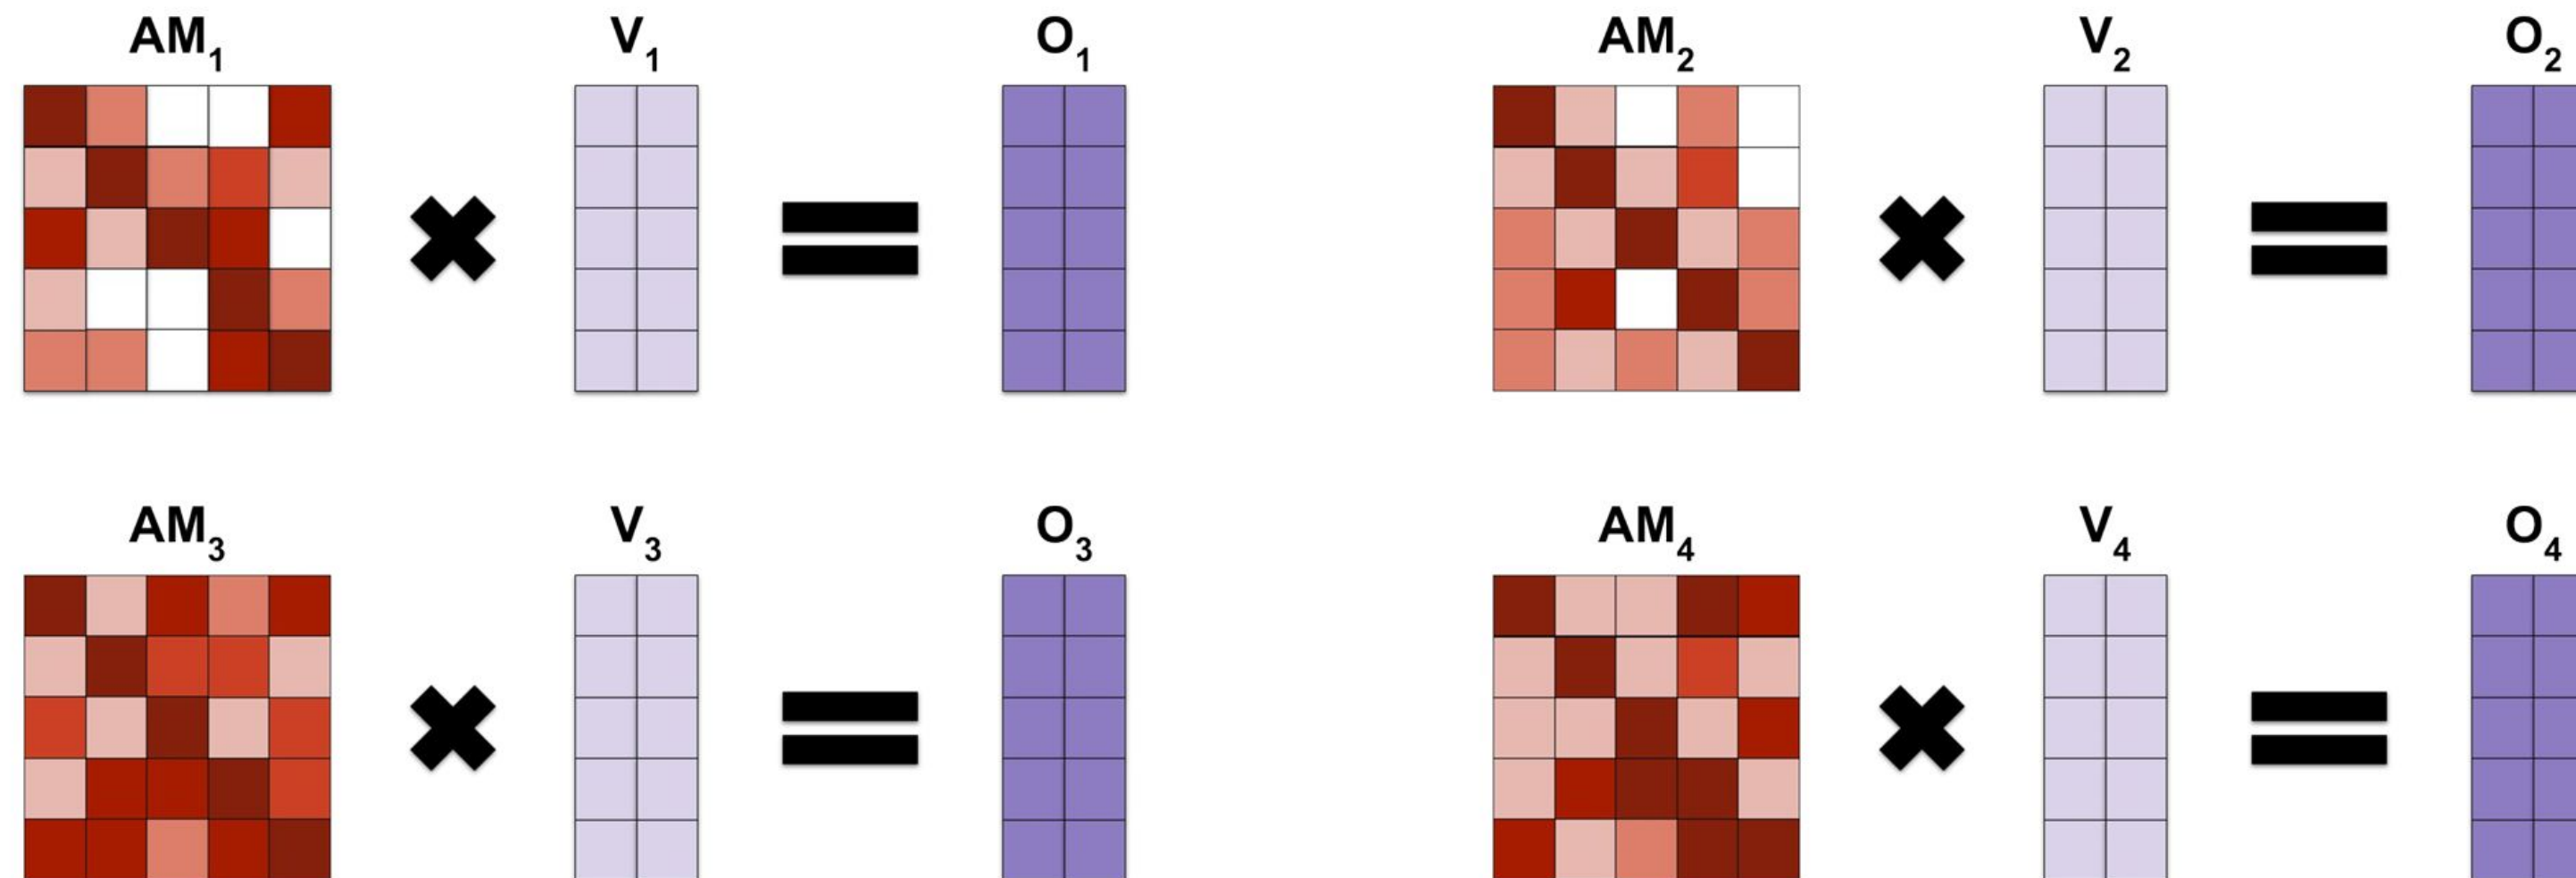 AM₁ V₁ O₁ AM₂ V₂ O₂
AM₃ V₃ O₃ AM₄ V₄ O₄